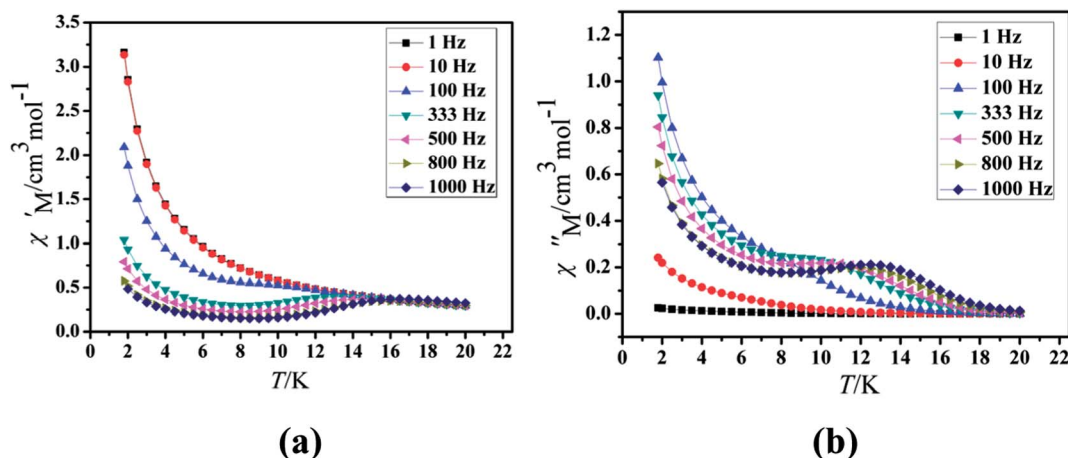 χ'M/cm³mol⁻¹
3.5
3.0
2.5
2.0
1.5
1.0
0.5
0.0
1 Hz
10 Hz
100 Hz
333 Hz
500 Hz
800 Hz
1000 Hz
0 2 4 6 8 10 12 14 16 18 20 22
T/K
(a)
χ''M/cm³mol⁻¹
1.2
1.0
0.8
0.6
0.4
0.2
0.0
1 Hz
10 Hz
100 Hz
333 Hz
500 Hz
800 Hz
1000 Hz
0 2 4 6 8 10 12 14 16 18 20 22
T/K
(b)